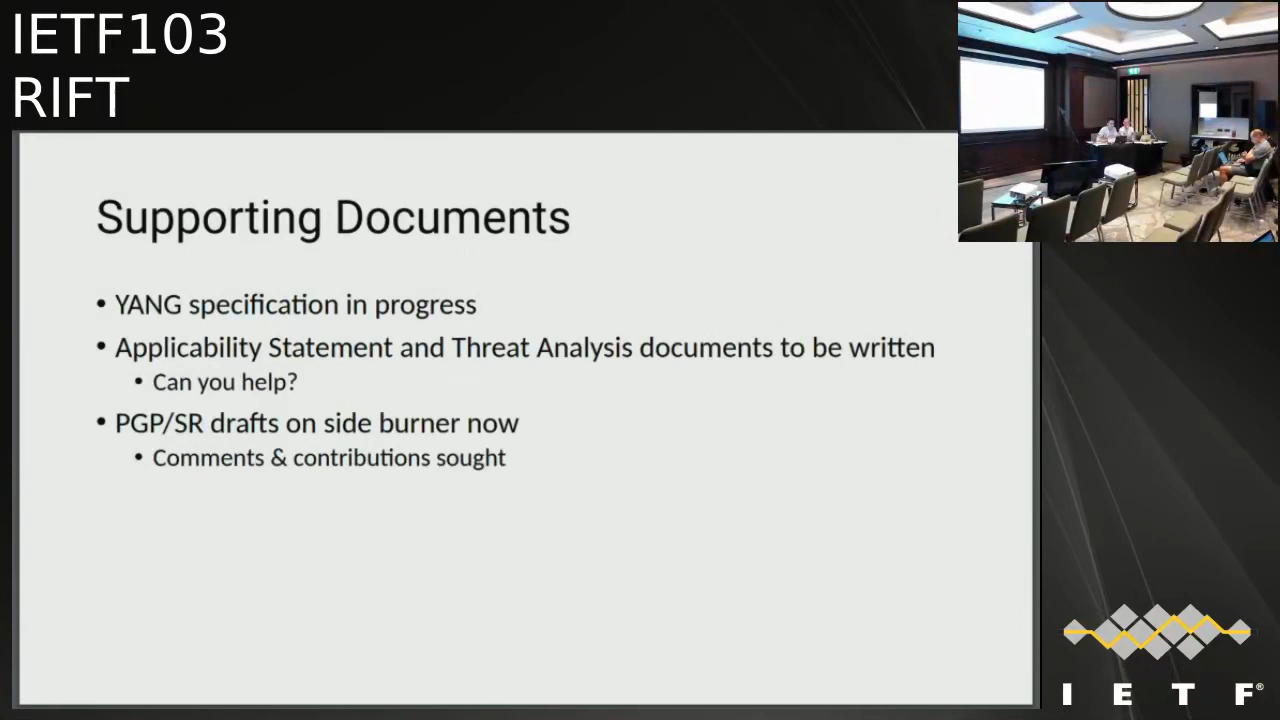 IETF103
RIFT
Supporting Documents
• YANG specification in progress
• Applicability Statement and Threat Analysis documents to be written
• Can you help?
• PGP/SR drafts on side burner now
• Comments & contributions sought
I E T F®